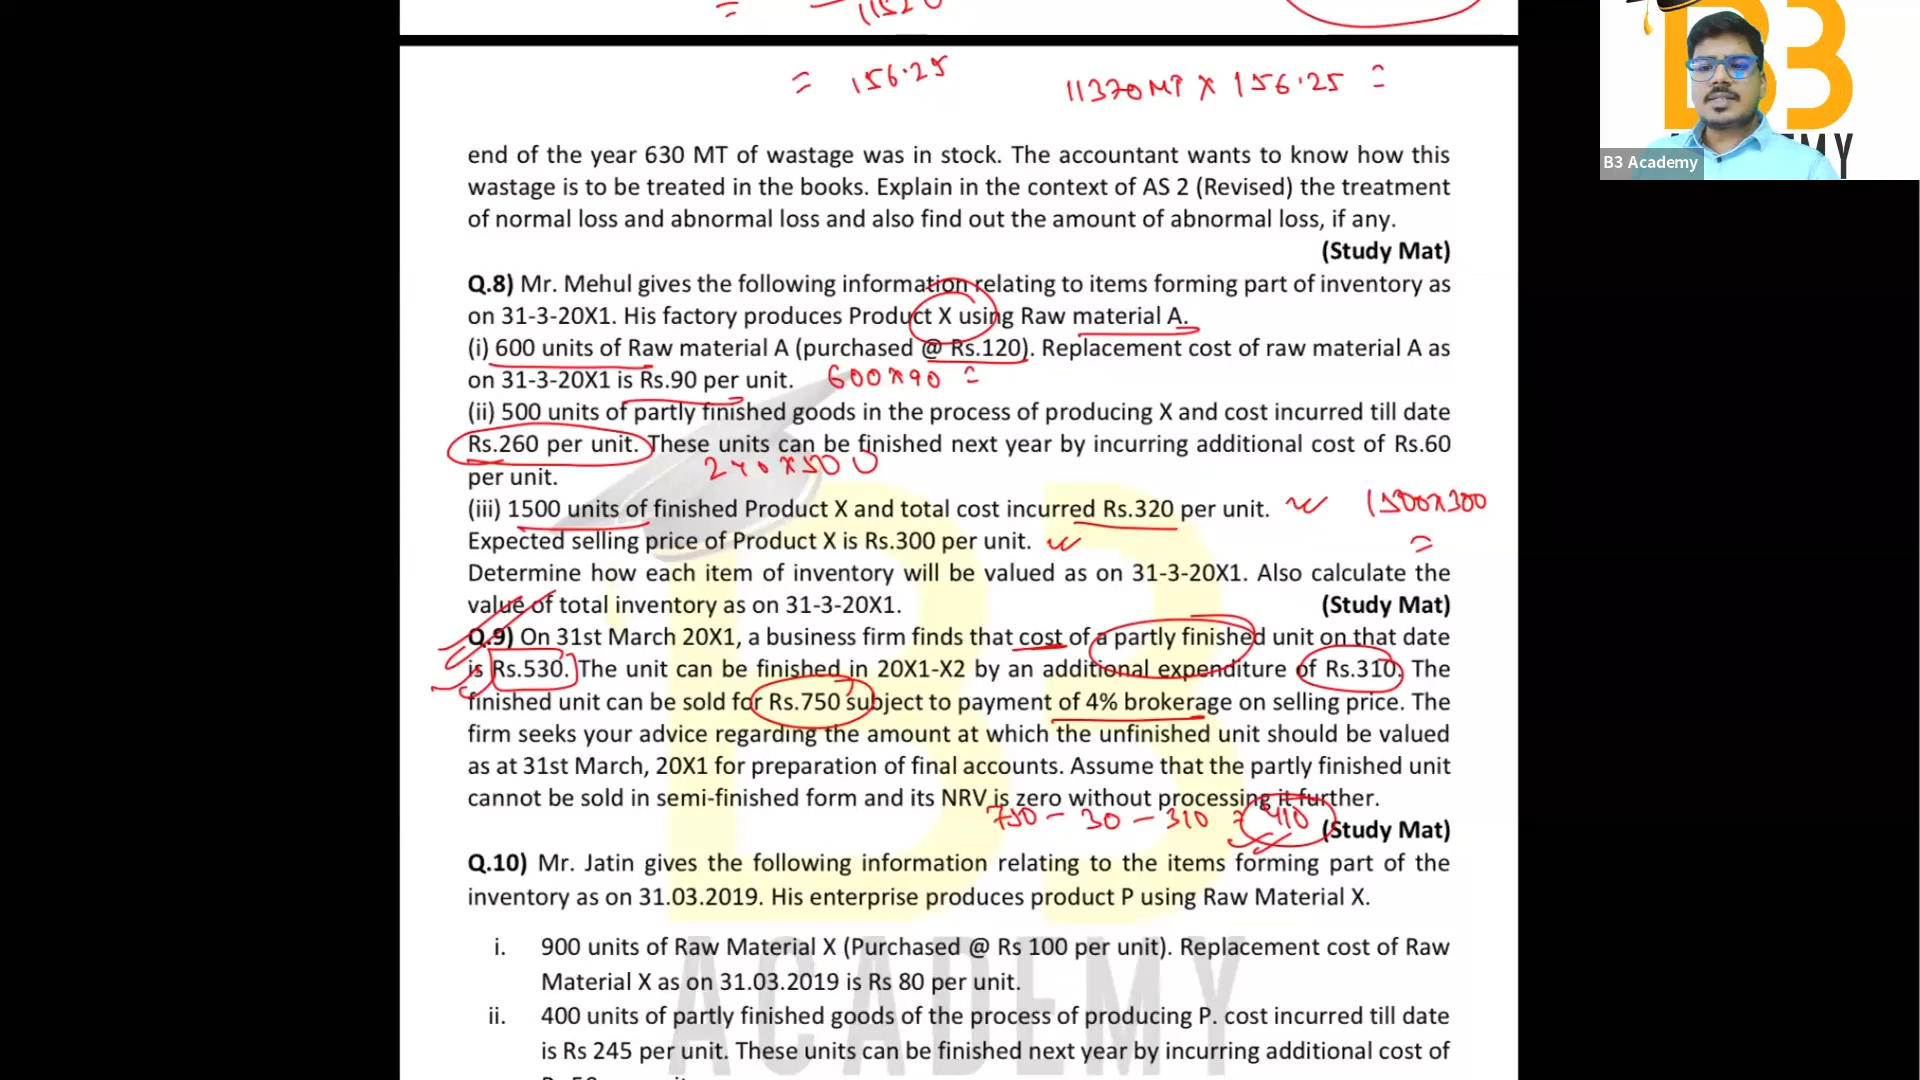 = 11520
= 156.25
11370 MT x 156.25 =
end of the year 630 MT of wastage was in stock. The accountant wants to know how this
wastage is to be treated in the books. Explain in the context of AS 2 (Revised) the treatment
of normal loss and abnormal loss and also find out the amount of abnormal loss, if any.
(Study Mat)
Q.8) Mr. Mehul gives the following information relating to items forming part of inventory as
on 31-3-20X1. His factory produces Product X using Raw material A.
(i) 600 units of Raw material A (purchased @ Rs.120). Replacement cost of raw material A as
on 31-3-20X1 is Rs.90 per unit. 600x90 =
(ii) 500 units of partly finished goods in the process of producing X and cost incurred till date
Rs.260 per unit. These units can be finished next year by incurring additional cost of Rs.60
per unit. 240x500
(iii) 1500 units of finished Product X and total cost incurred Rs.320 per unit. 1500x300
Expected selling price of Product X is Rs.300 per unit. =
Determine how each item of inventory will be valued as on 31-3-20X1. Also calculate the
value of total inventory as on 31-3-20X1. (Study Mat)
Q.9) On 31st March 20X1, a business firm finds that cost of a partly finished unit on that date
is Rs.530. The unit can be finished in 20X1-X2 by an additional expenditure of Rs.310. The
finished unit can be sold for Rs.750 subject to payment of 4% brokerage on selling price. The
firm seeks your advice regarding the amount at which the unfinished unit should be valued
as at 31st March, 20X1 for preparation of final accounts. Assume that the partly finished unit
cannot be sold in semi-finished form and its NRV is zero without processing it further.
750 - 30 - 310 = 410
(Study Mat)
Q.10) Mr. Jatin gives the following information relating to the items forming part of the
inventory as on 31.03.2019. His enterprise produces product P using Raw Material X.
i. 900 units of Raw Material X (Purchased @ Rs 100 per unit). Replacement cost of Raw
Material X as on 31.03.2019 is Rs 80 per unit.
ii. 400 units of partly finished goods of the process of producing P. cost incurred till date
is Rs 245 per unit. These units can be finished next year by incurring additional cost of
B3
ACADEMY
B3
B3 Academy